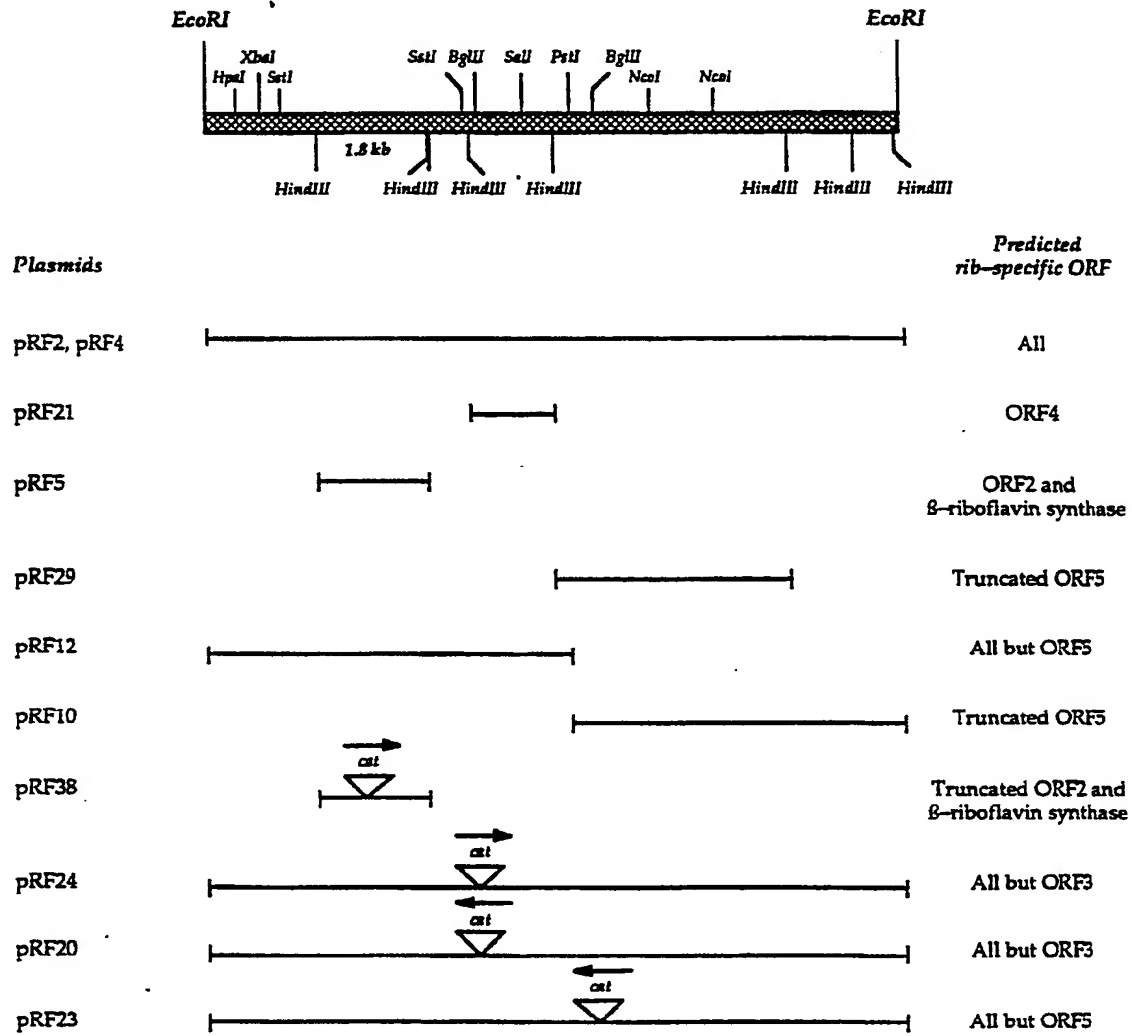 EcoRI EcoRI
XbaI SstI BglII SalI PstI BglII
HpaI SstI NcoI NcoI
1.8 kb
HindIII HindIII HindIII HindIII HindIII HindIII HindIII
Predicted
Plasmids rib-specific ORF
pRF2, pRF4 All
pRF21 ORF4
pRF5 ORF2 and
ß-riboflavin synthase
pRF29 Truncated ORF5
pRF12 All but ORF5
pRF10 Truncated ORF5
cat
pRF38 Truncated ORF2 and
ß-riboflavin synthase
cat
pRF24 All but ORF3
cat
pRF20 All but ORF3
cat
pRF23 All but ORF5